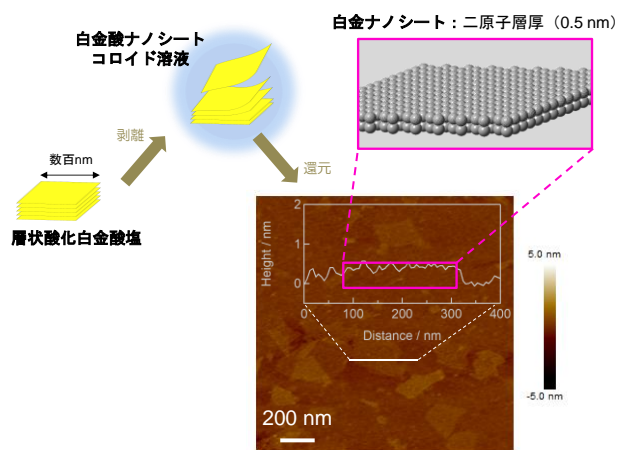 白金酸ナノシート
コロイド溶液
白金ナノシート：二原子層厚（0.5 nm）
剥離
還元
数百nm
層状酸化白金酸塩
2
1
0
Height / nm
0
100
200
300
400
Distance / nm
5.0 nm
-5.0 nm
200 nm